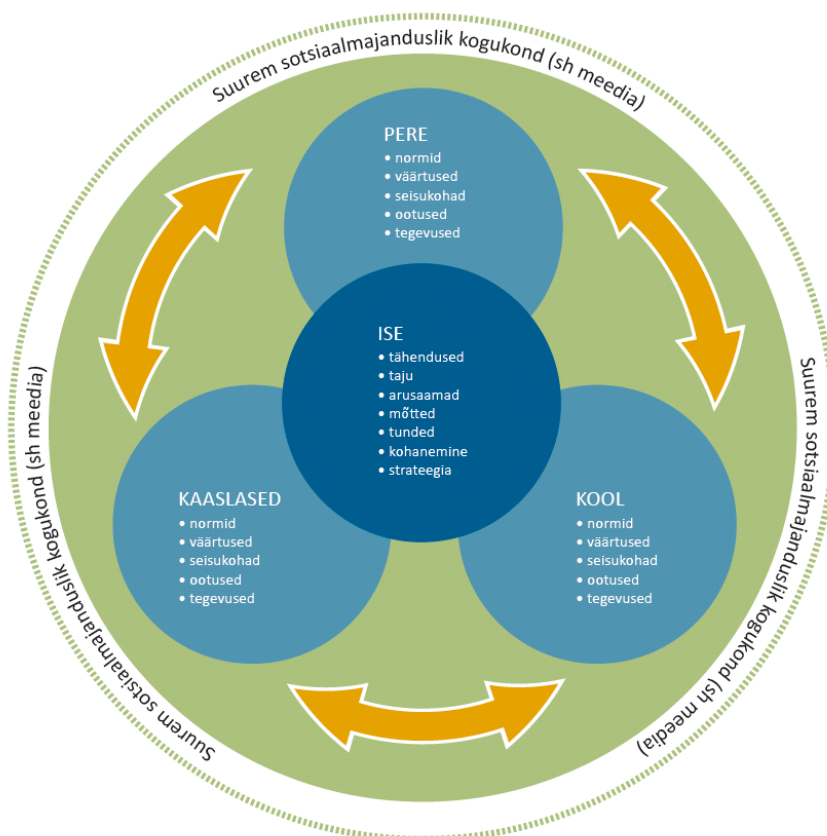 Suurem sotsiaalmajanduslik kogukond (sh meedia)
PERE
• normid
• väärtused
• seisukohad
• ootused
• tegevused
ISE
• tähendused
• taju
• arusaamad
• mõtted
• tunded
• kohanemine
• strateegia
KAASLASED
• normid
• väärtused
• seisukohad
• ootused
• tegevused
KOOL
• normid
• väärtused
• seisukohad
• ootused
• tegevused
Suurem sotsiaalmajanduslik kogukond (sh meedia)
Suurem sotsiaalmajanduslik kogukond (sh meedia)